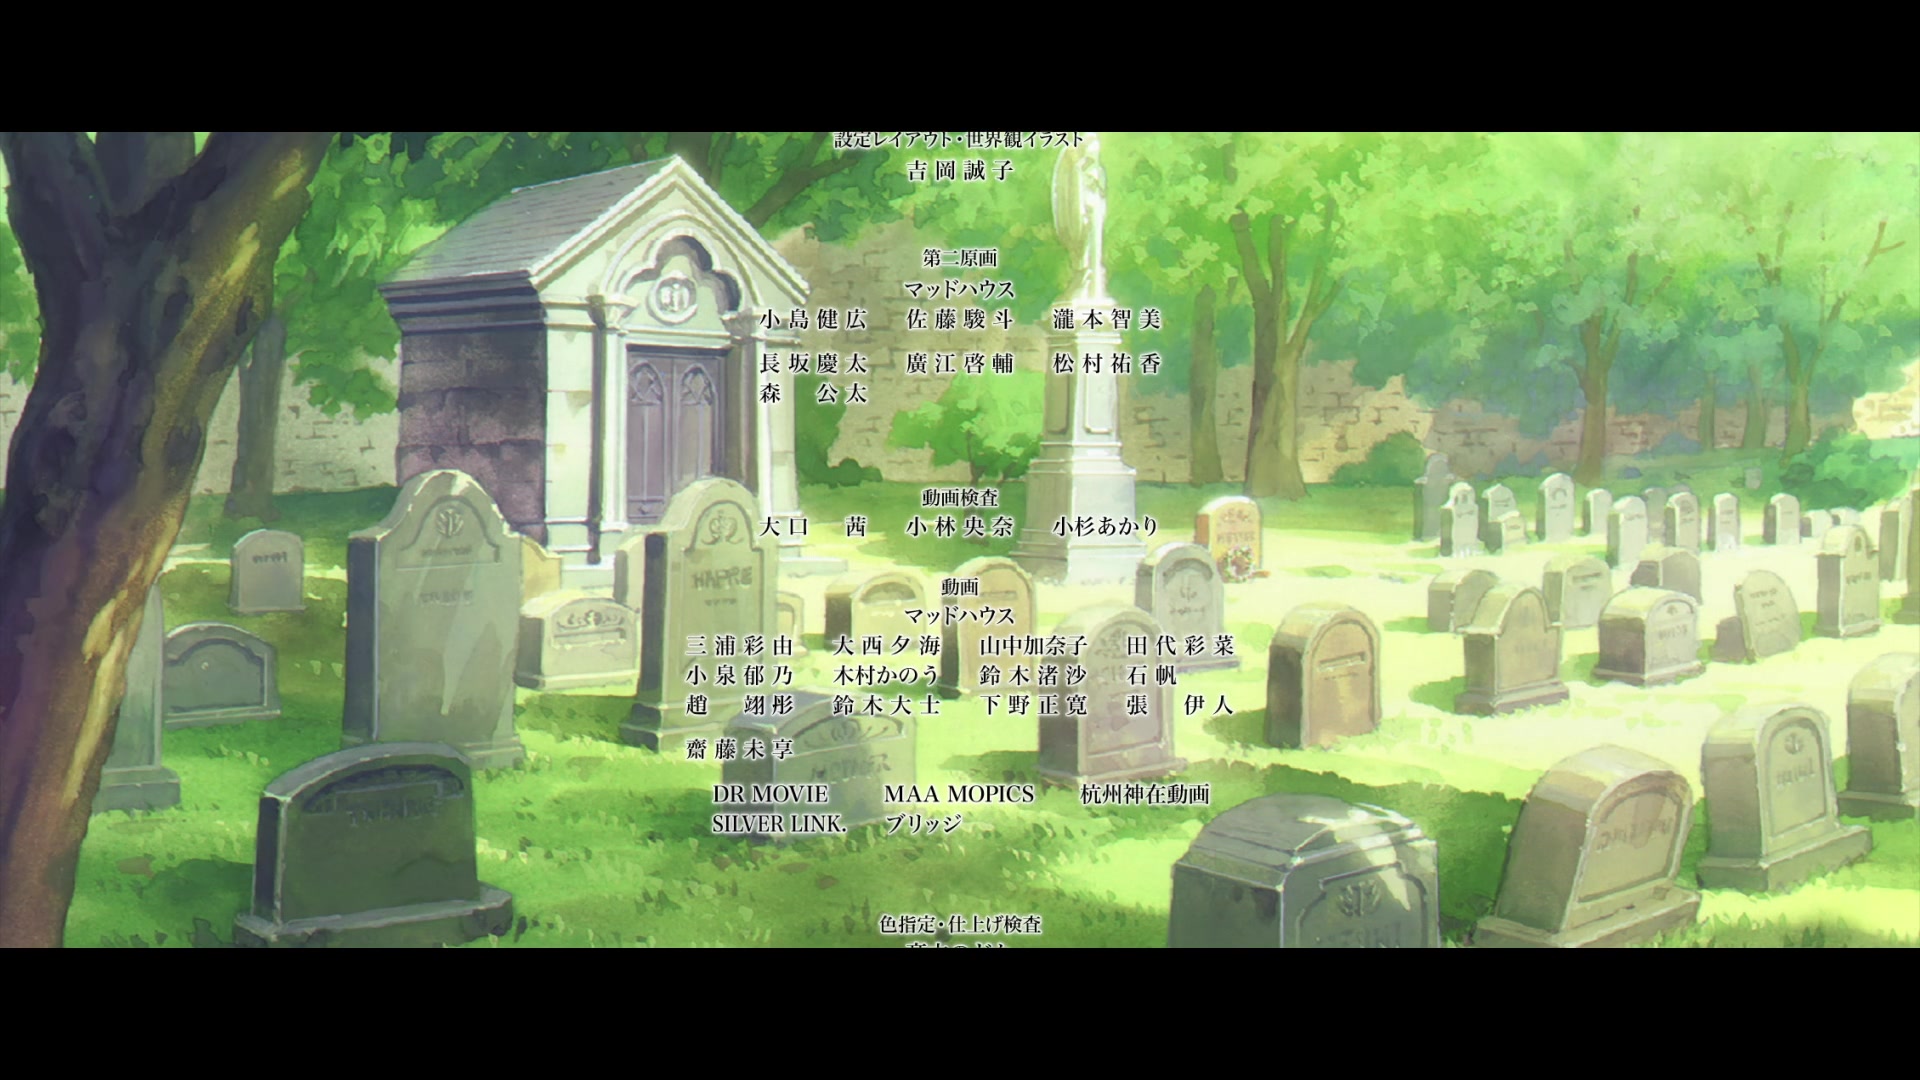 設定レイアウト・世界観イラスト
吉岡誠子
第二原画
マッドハウス
小島健広 佐藤駿斗 瀧本智美
長坂慶太 廣江啓輔 松村祐香
森 公太
動画検査
大口 茜 小林央奈 小杉あかり
動画
マッドハウス
三浦彩由 大西夕海 山中加奈子 田代彩菜
小泉郁乃 木村かのう 鈴木渚沙 石帆
趙 翊彤 鈴木大士 下野正寛 張 伊人
齋藤未享
DR MOVIE MAA MOPICS 杭州神在動画
SILVER LINK. ブリッジ
色指定・仕上げ検査